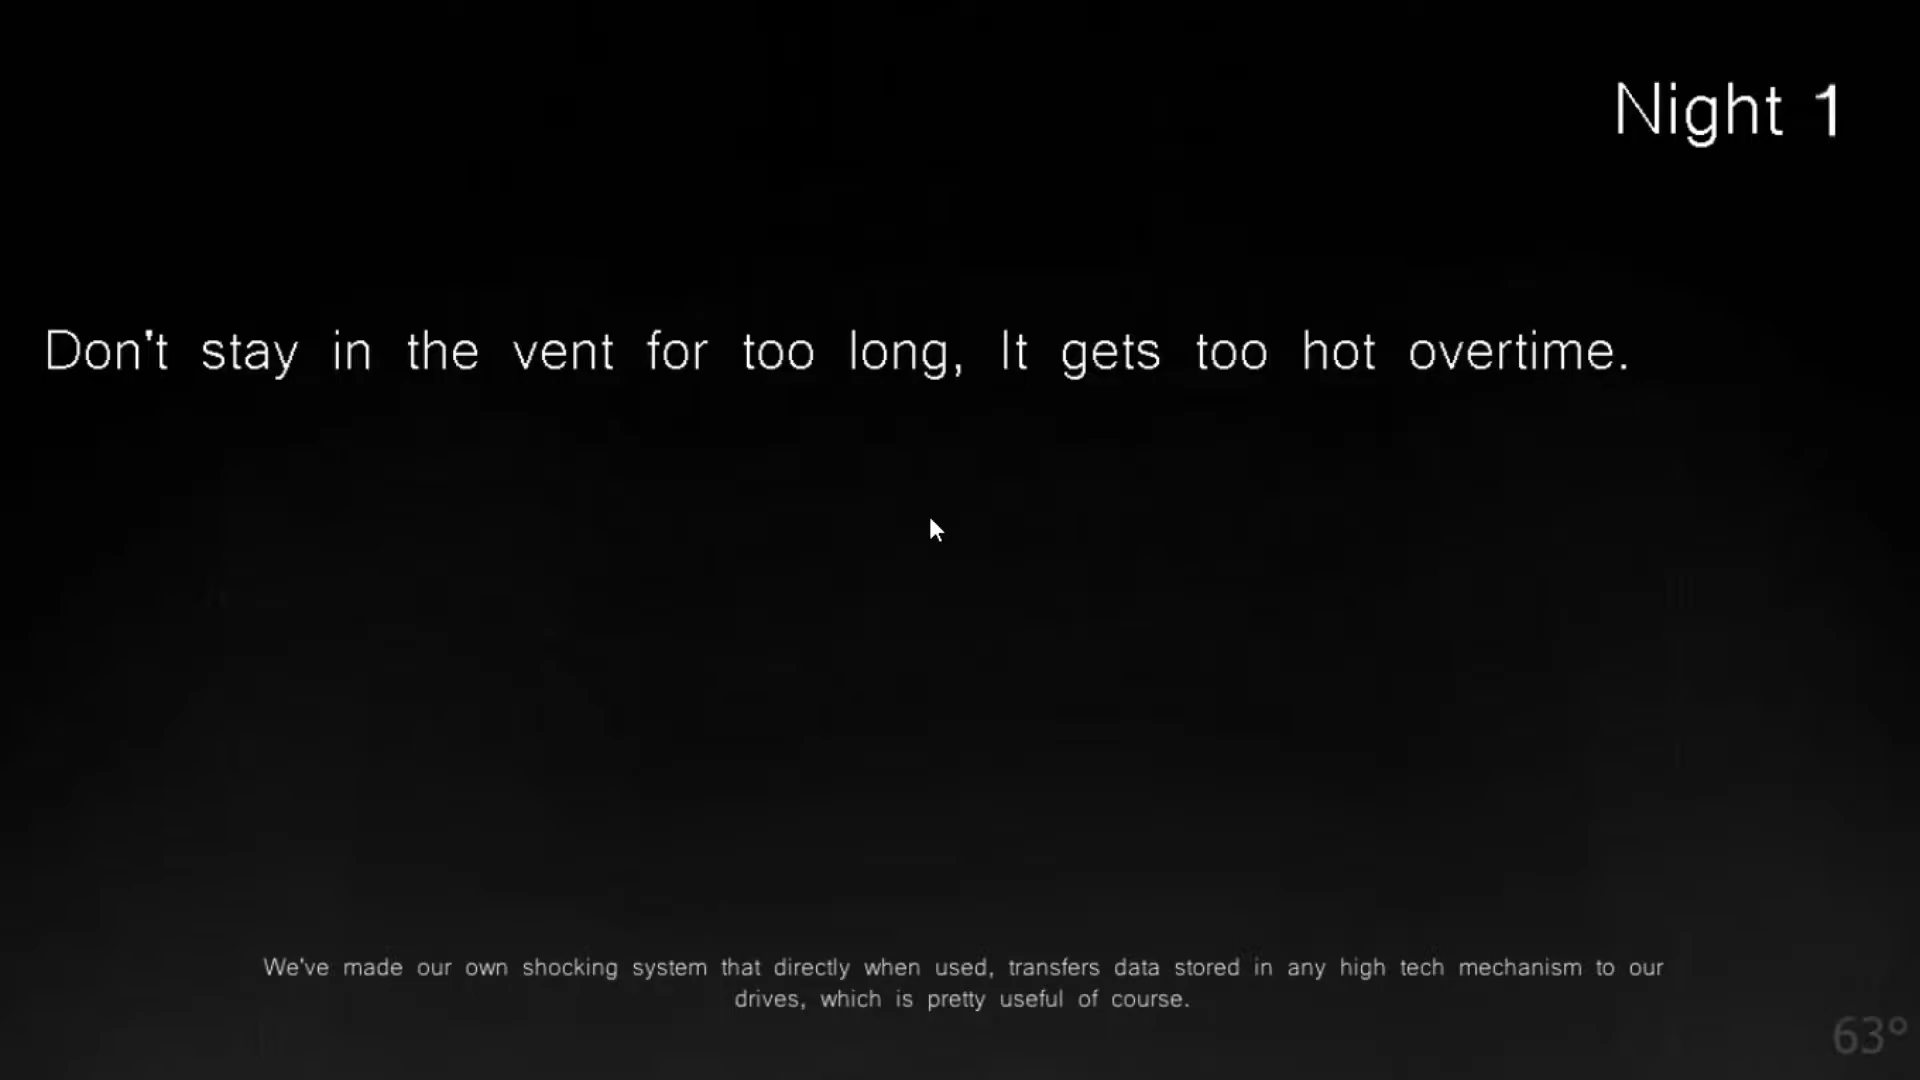 Night 1
Don't stay in the vent for too long, It gets too hot overtime.
We've made our own shocking system that directly when used, transfers data stored in any high tech mechanism to our
drives, which is pretty useful of course.
63°